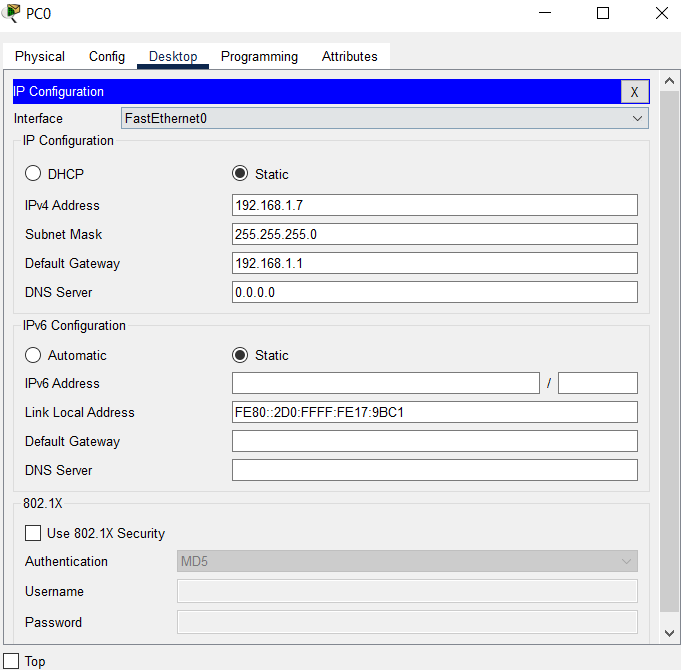 PC0
Physical Config Desktop Programming Attributes
IP Configuration X
Interface FastEthernet0
IP Configuration
DHCP Static
IPv4 Address 192.168.1.7
Subnet Mask 255.255.255.0
Default Gateway 192.168.1.1
DNS Server 0.0.0.0
IPv6 Configuration
Automatic Static
IPv6 Address /
Link Local Address FE80::2D0:FFFF:FE17:9BC1
Default Gateway
DNS Server
802.1X
Use 802.1X Security
Authentication MD5
Username
Password
Top